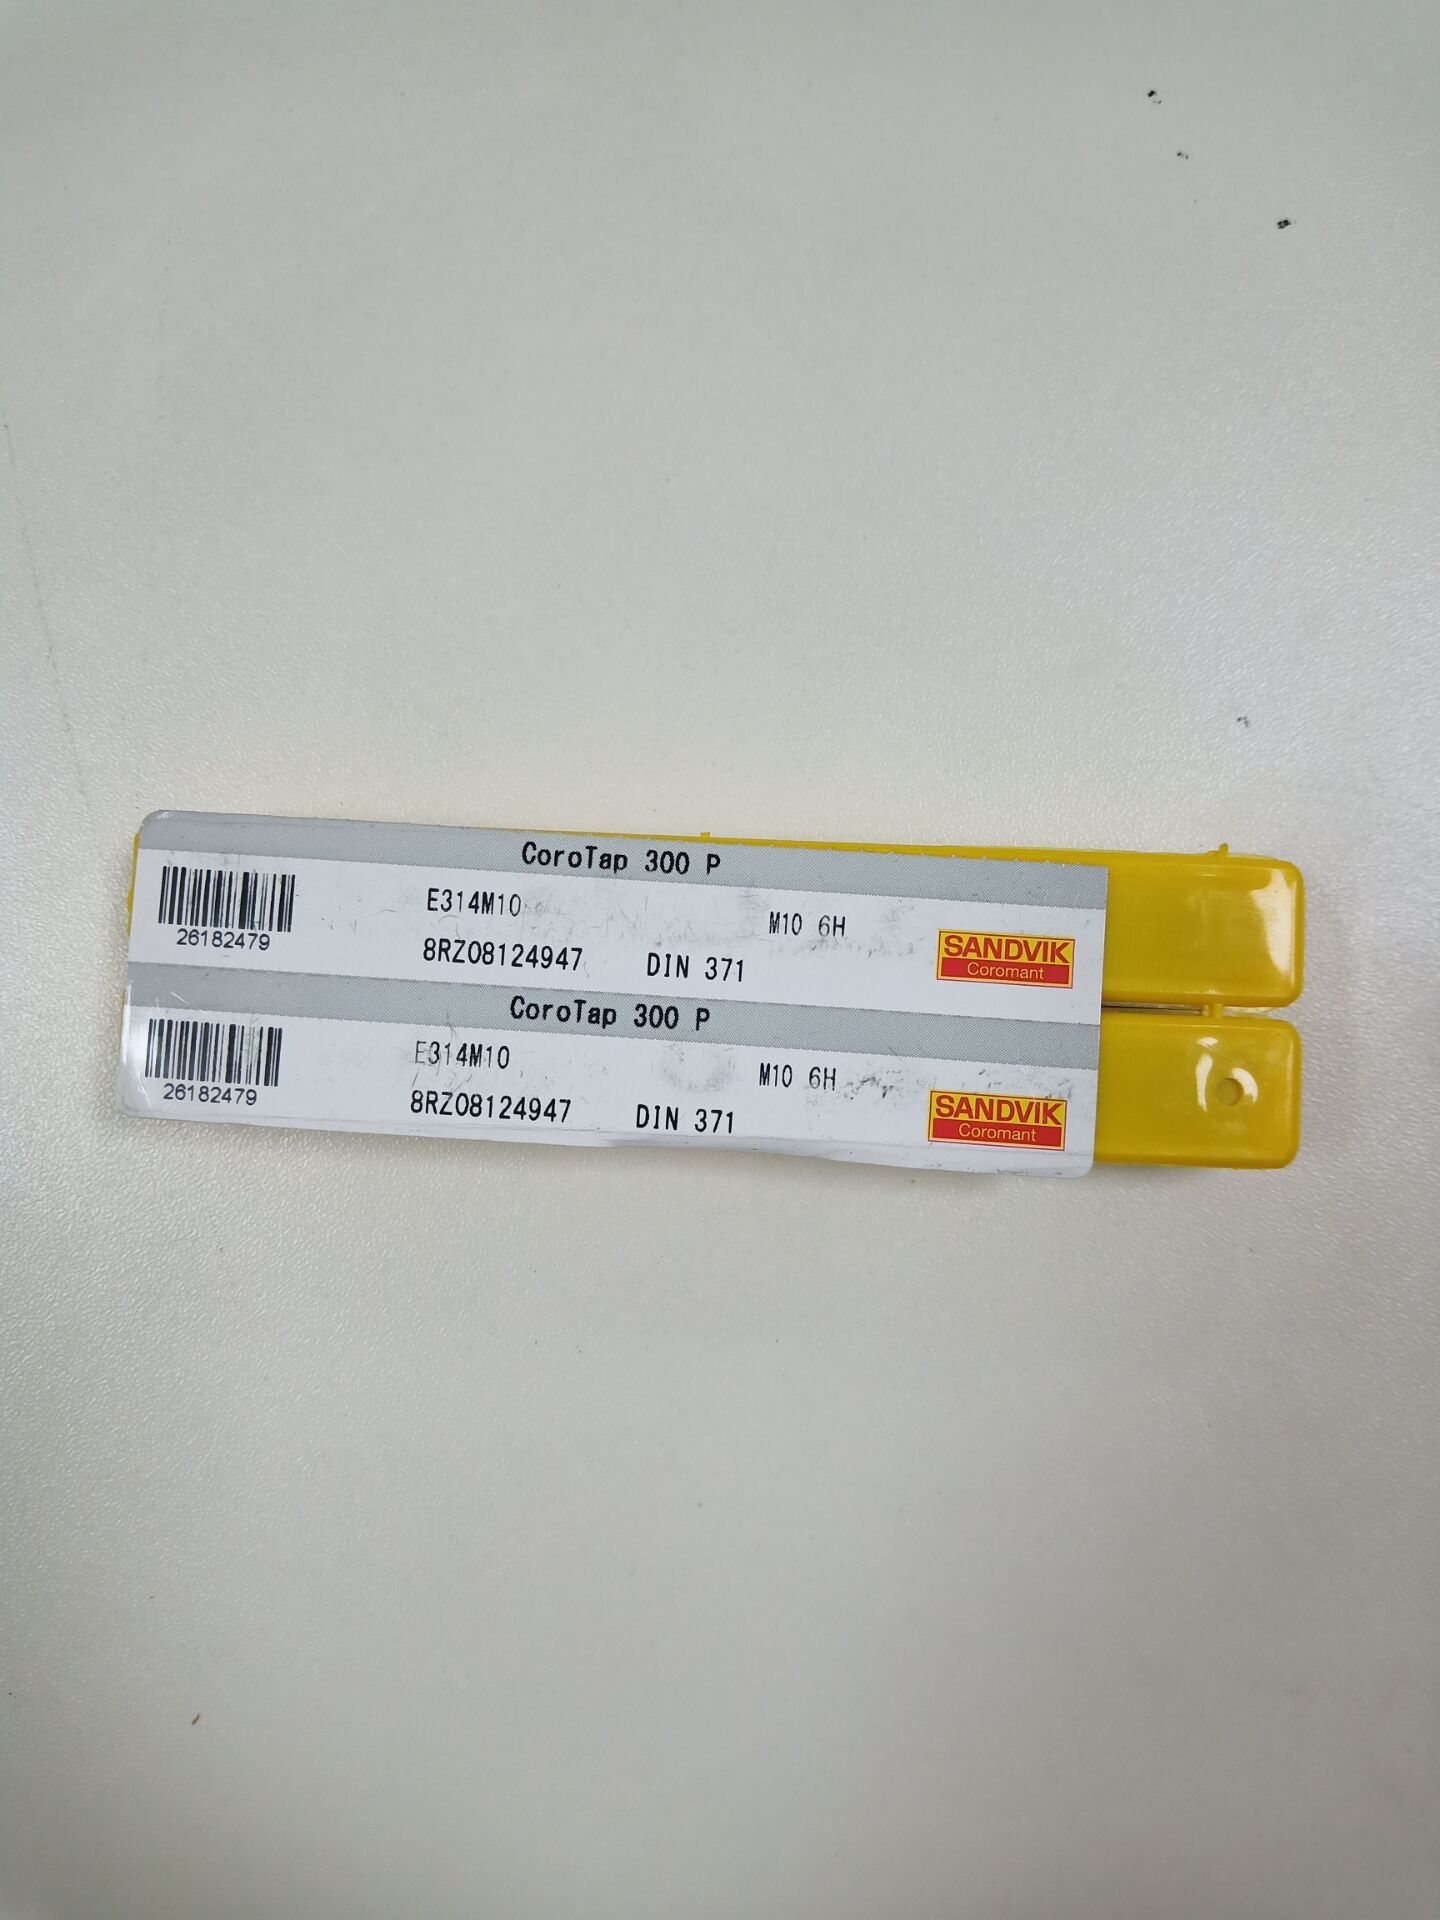 CoroTap 300 P
E314M10
M10 6H
26182479
8RZ08124947
DIN 371
SANDVIK
Coromant
CoroTap 300 P
E314M10
M10 6H
26182479
8RZ08124947
DIN 371
SANDVIK
Coromant